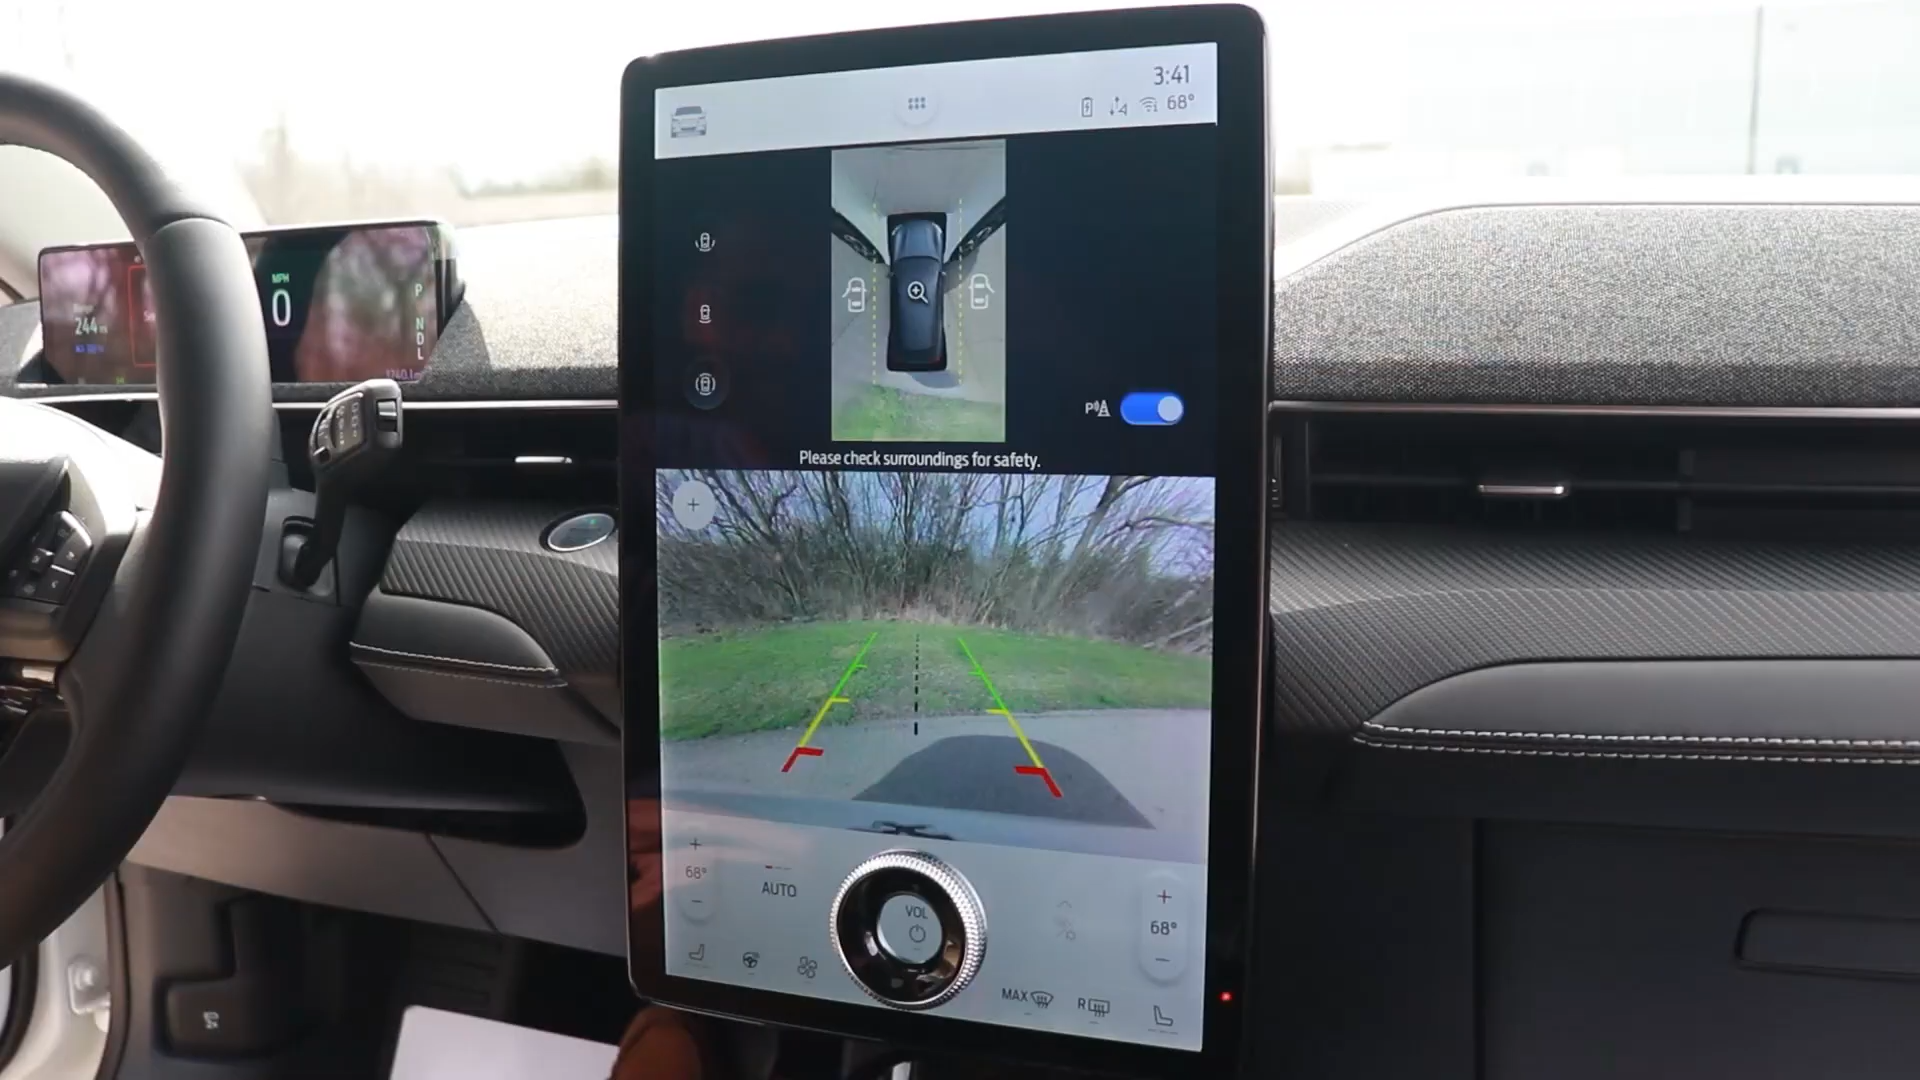 3:41
68°
MPH
0
P
N
D
L
244
P
Please check surroundings for safety.
+
+
68°
−
AUTO
VOL
+
68°
−
MAX
R